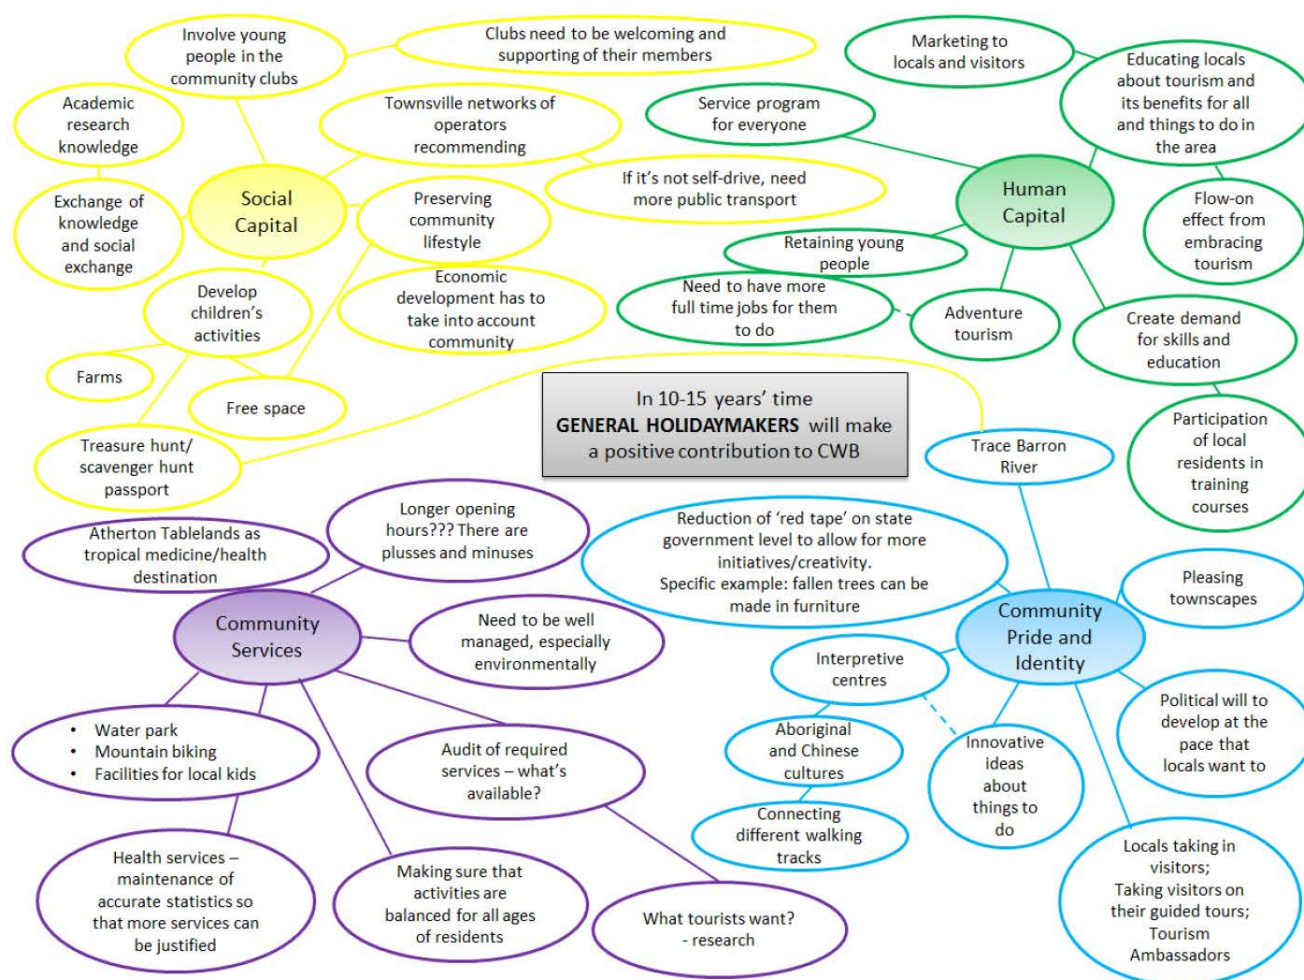 Involve young
people in the
community clubs
Clubs need to be welcoming and
supporting of their members
Academic
research
knowledge
Townsville networks of
operators
recommending
Social
Capital
If it's not self-drive, need
more public transport
Exchange of
knowledge
and social
exchange
Preserving
community
lifestyle
Economic
development has to
take into account
community
Develop
children's
activities
Farms
Free space
Treasure hunt/
scavenger hunt
passport
Marketing to
locals and visitors
Educating locals
about tourism and
its benefits for all
and things to do in
the area
Service program
for everyone
Human
Capital
Flow-on
effect from
embracing
tourism
Retaining young
people
Need to have more
full time jobs for them
to do
Adventure
tourism
Create demand
for skills and
education
Participation
of local
residents in
training
courses
In 10-15 years' time
GENERAL HOLIDAYMAKERS will make
a positive contribution to CWB
Trace Barron
River
Atherton Tablelands as
tropical medicine/health
destination
Longer opening
hours??? There are
plusses and minuses
Community
Services
Need to be well
managed, especially
environmentally
• Water park
• Mountain biking
• Facilities for local kids
Audit of required
services – what's
available?
Health services –
maintenance of
accurate statistics so
that more services can
be justified
Making sure that
activities are
balanced for all ages
of residents
What tourists want?
- research
Reduction of 'red tape' on state
government level to allow for more
initiatives/creativity.
Specific example: fallen trees can be
made in furniture
Pleasing
townscapes
Community
Pride and
Identity
Interpretive
centres
Aboriginal
and Chinese
cultures
Connecting
different walking
tracks
Innovative
ideas
about
things to
do
Political will to
develop at the
pace that
locals want to
Locals taking in
visitors;
Taking visitors on
their guided tours;
Tourism
Ambassadors